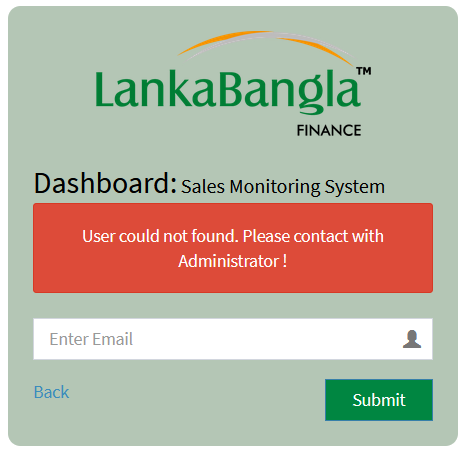 LankaBangla™
FINANCE
Dashboard: Sales Monitoring System
User could not found. Please contact with
Administrator !
Enter Email
Back
Submit